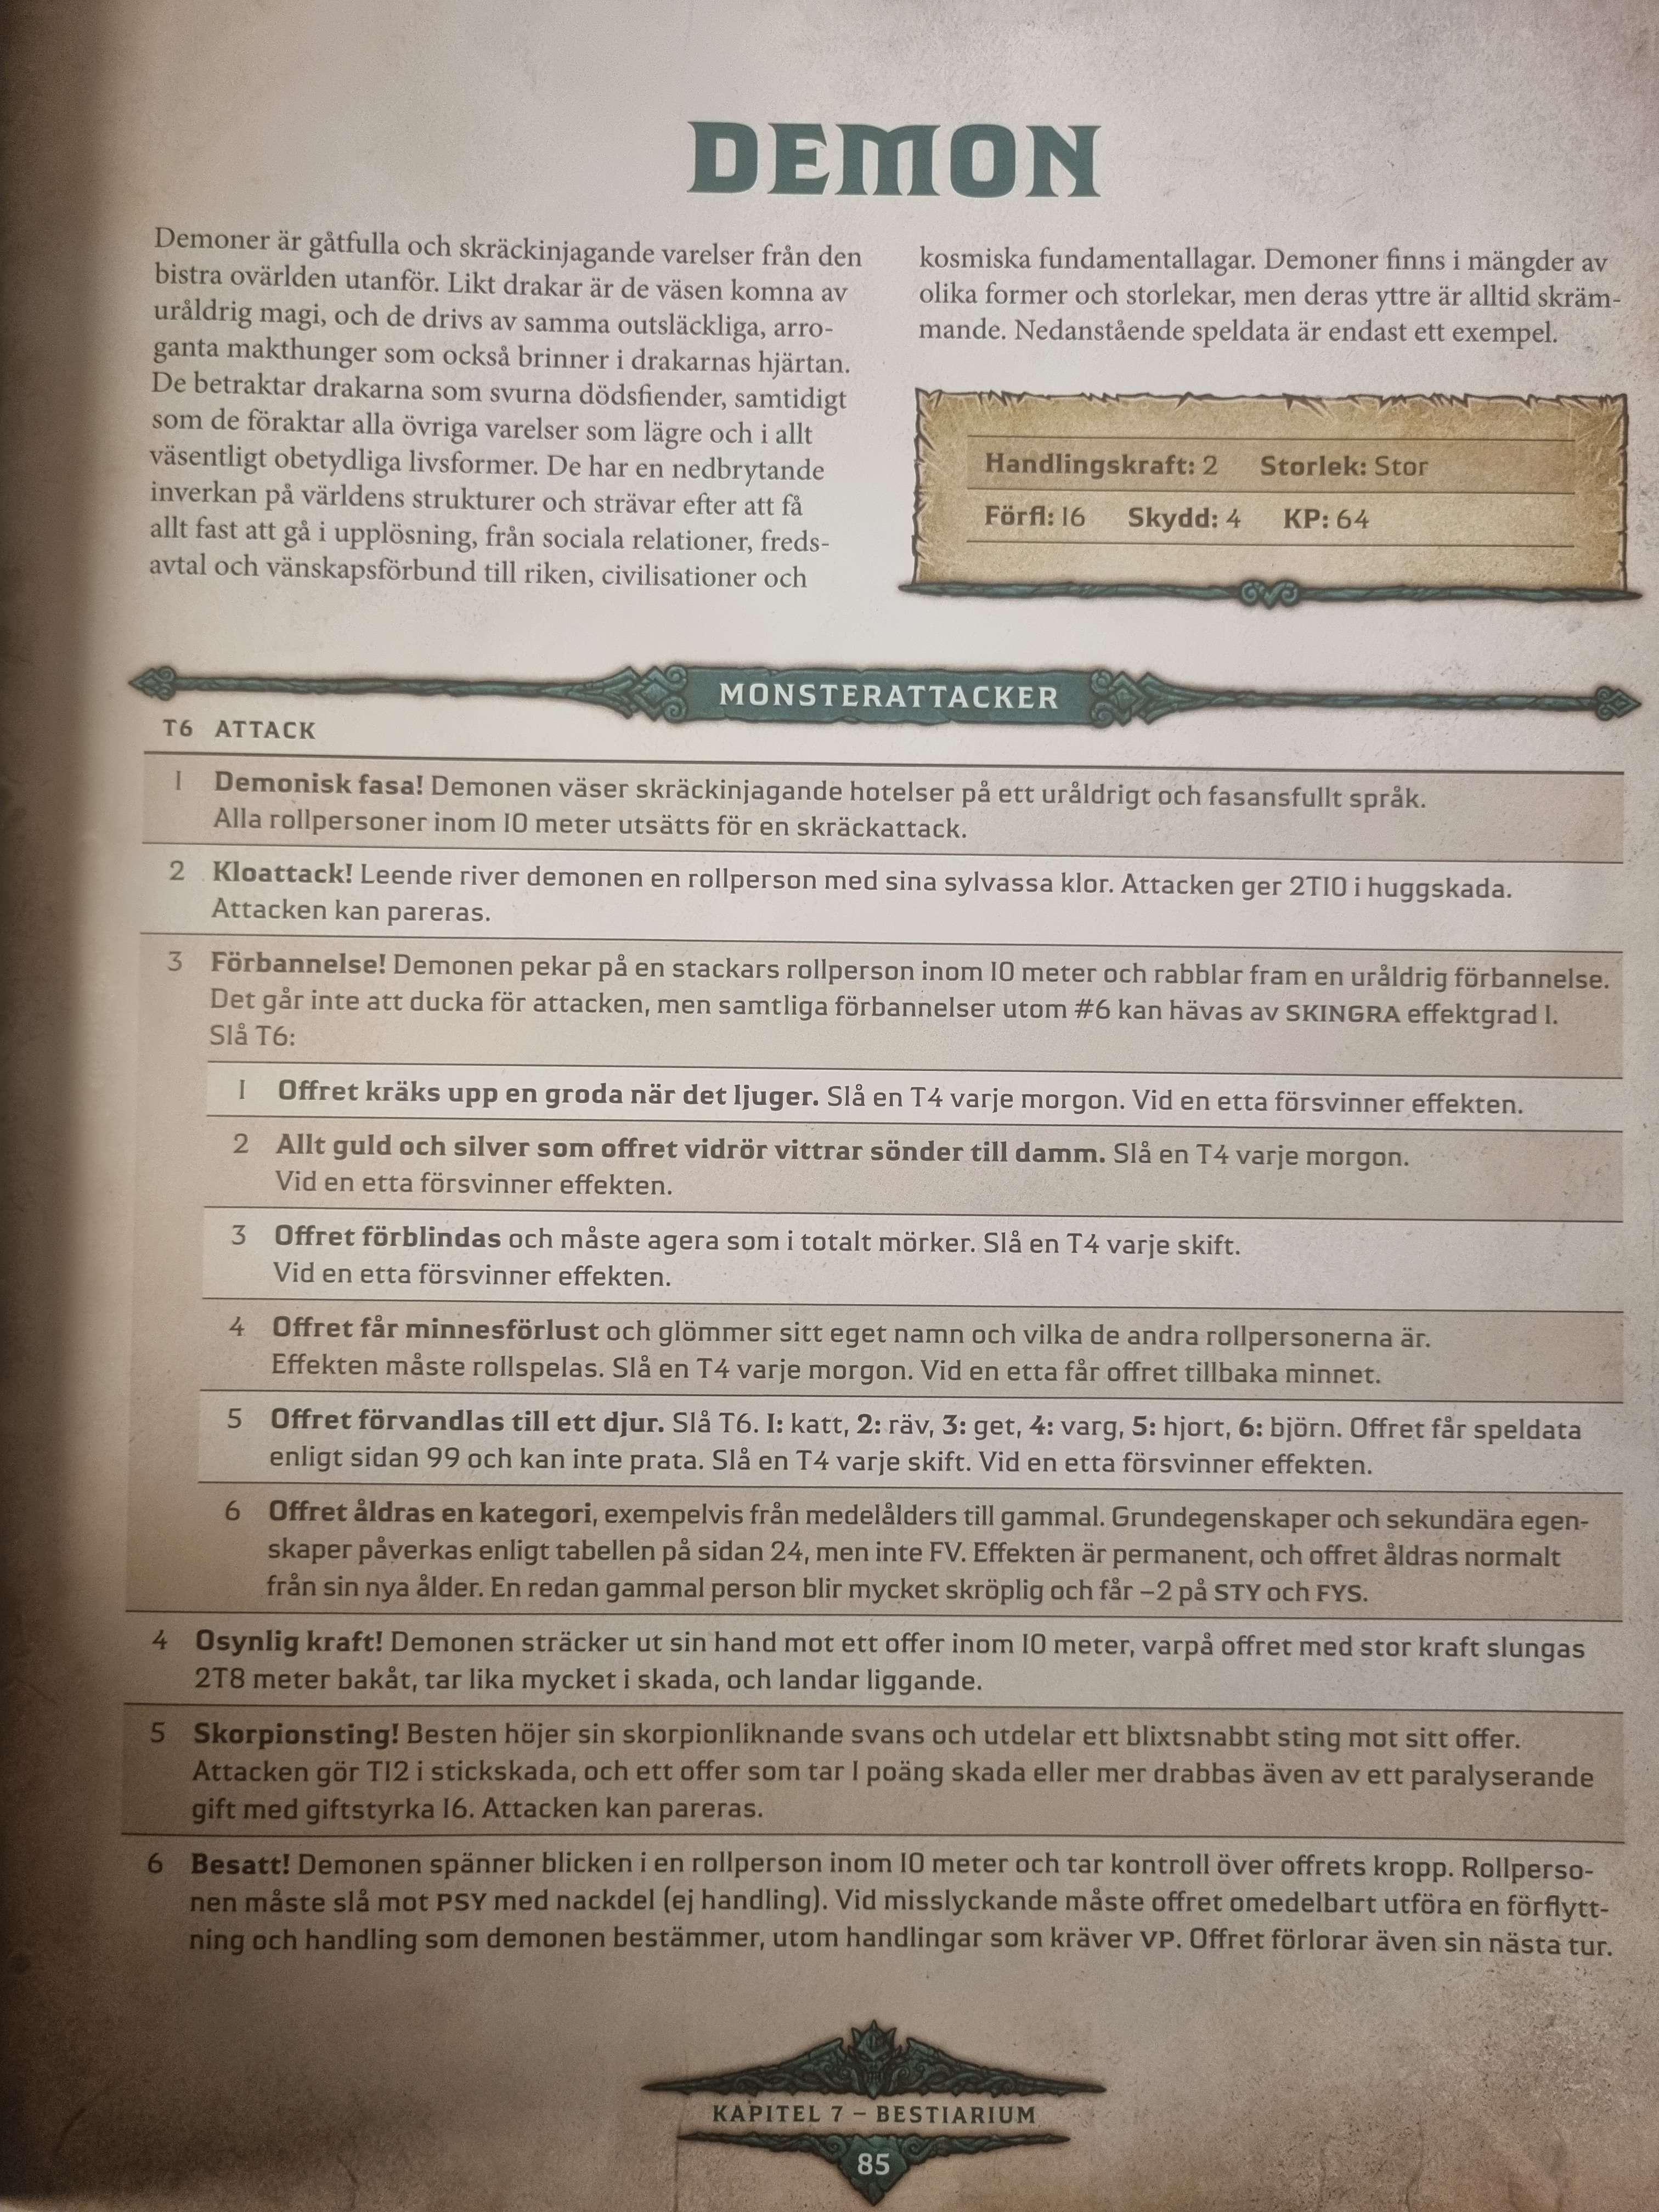 DEMON
Demoner är gåtfulla och skräckinjagande varelser från den
bistra ovärlden utanför. Likt drakar är de väsen komna av
uråldrig magi, och de drivs av samma outsläckliga, arro-
ganta makthunger som också brinner i drakarnas hjärtan.
De betraktar drakarna som svurna dödsfiender, samtidigt
som de föraktar alla övriga varelser som lägre och i allt
väsentligt obetydliga livsformer. De har en nedbrytande
inverkan på världens strukturer och strävar efter att få
allt fast att gå i upplösning, från sociala relationer, freds-
avtal och vänskapsförbund till riken, civilisationer och
kosmiska fundamentallagar. Demoner finns i mängder av
olika former och storlekar, men deras yttre är alltid skräm-
mande. Nedanstående speldata är endast ett exempel.
Handlingskraft: 2 Storlek: Stor
Förfl: 16 Skydd: 4 KP: 64
MONSTERATTACKER
T6 ATTACK
1 Demonisk fasa! Demonen väser skräckinjagande hotelser på ett uråldrigt och fasansfullt språk.
Alla rollpersoner inom 10 meter utsätts för en skräckattack.
2 Kloattack! Leende river demonen en rollperson med sina sylvassa klor. Attacken ger 2T10 i huggskada.
Attacken kan pareras.
3 Förbannelse! Demonen pekar på en stackars rollperson inom 10 meter och rabblar fram en uråldrig förbannelse.
Det går inte att ducka för attacken, men samtliga förbannelser utom #6 kan hävas av SKINGRA effektgrad 1.
Slå T6:
1 Offret kräks upp en groda när det ljuger. Slå en T4 varje morgon. Vid en etta försvinner effekten.
2 Allt guld och silver som offret vidrör vittrar sönder till damm. Slå en T4 varje morgon.
Vid en etta försvinner effekten.
3 Offret förblindas och måste agera som i totalt mörker. Slå en T4 varje skift.
Vid en etta försvinner effekten.
4 Offret får minnesförlust och glömmer sitt eget namn och vilka de andra rollpersonerna är.
Effekten måste rollspelas. Slå en T4 varje morgon. Vid en etta får offret tillbaka minnet.
5 Offret förvandlas till ett djur. Slå T6. 1: katt, 2: räv, 3: get, 4: varg, 5: hjort, 6: björn. Offret får speldata
enligt sidan 99 och kan inte prata. Slå en T4 varje skift. Vid en etta försvinner effekten.
6 Offret åldras en kategori, exempelvis från medelålders till gammal. Grundegenskaper och sekundära egen-
skaper påverkas enligt tabellen på sidan 24, men inte FV. Effekten är permanent, och offret åldras normalt
från sin nya ålder. En redan gammal person blir mycket skröplig och får –2 på STY och FYS.
4 Osynlig kraft! Demonen sträcker ut sin hand mot ett offer inom 10 meter, varpå offret med stor kraft slungas
2T8 meter bakåt, tar lika mycket i skada, och landar liggande.
5 Skorpionsting! Besten höjer sin skorpionliknande svans och utdelar ett blixtsnabbt sting mot sitt offer.
Attacken gör T12 i stickskada, och ett offer som tar 1 poäng skada eller mer drabbas även av ett paralyserande
gift med giftstyrka 16. Attacken kan pareras.
6 Besatt! Demonen spänner blicken i en rollperson inom 10 meter och tar kontroll över offrets kropp. Rollperso-
nen måste slå mot PSY med nackdel (ej handling). Vid misslyckande måste offret omedelbart utföra en förflytt-
ning och handling som demonen bestämmer, utom handlingar som kräver VP. Offret förlorar även sin nästa tur.
KAPITEL 7 – BESTIARIUM
85